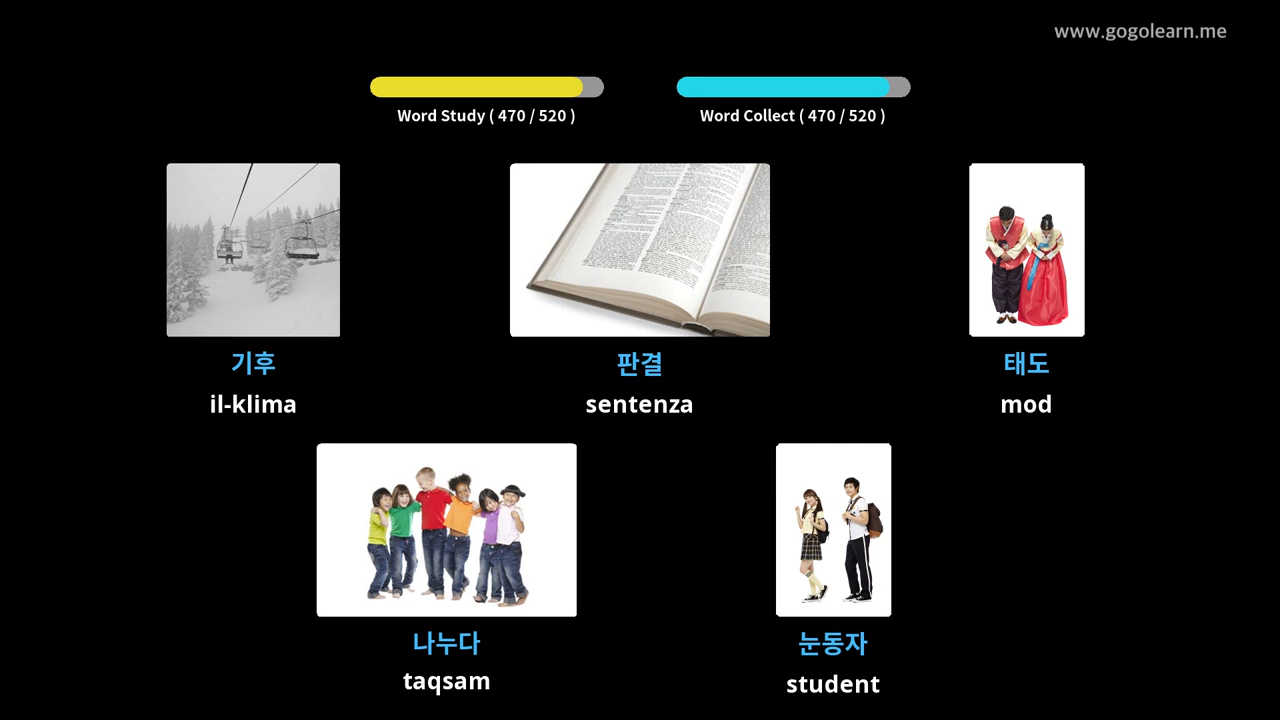 www.gogolearn.me
Word Study ( 470 / 520 )
Word Collect ( 470 / 520 )
기후
il-klima
판결
sentenza
태도
mod
나누다
taqsam
눈동자
student